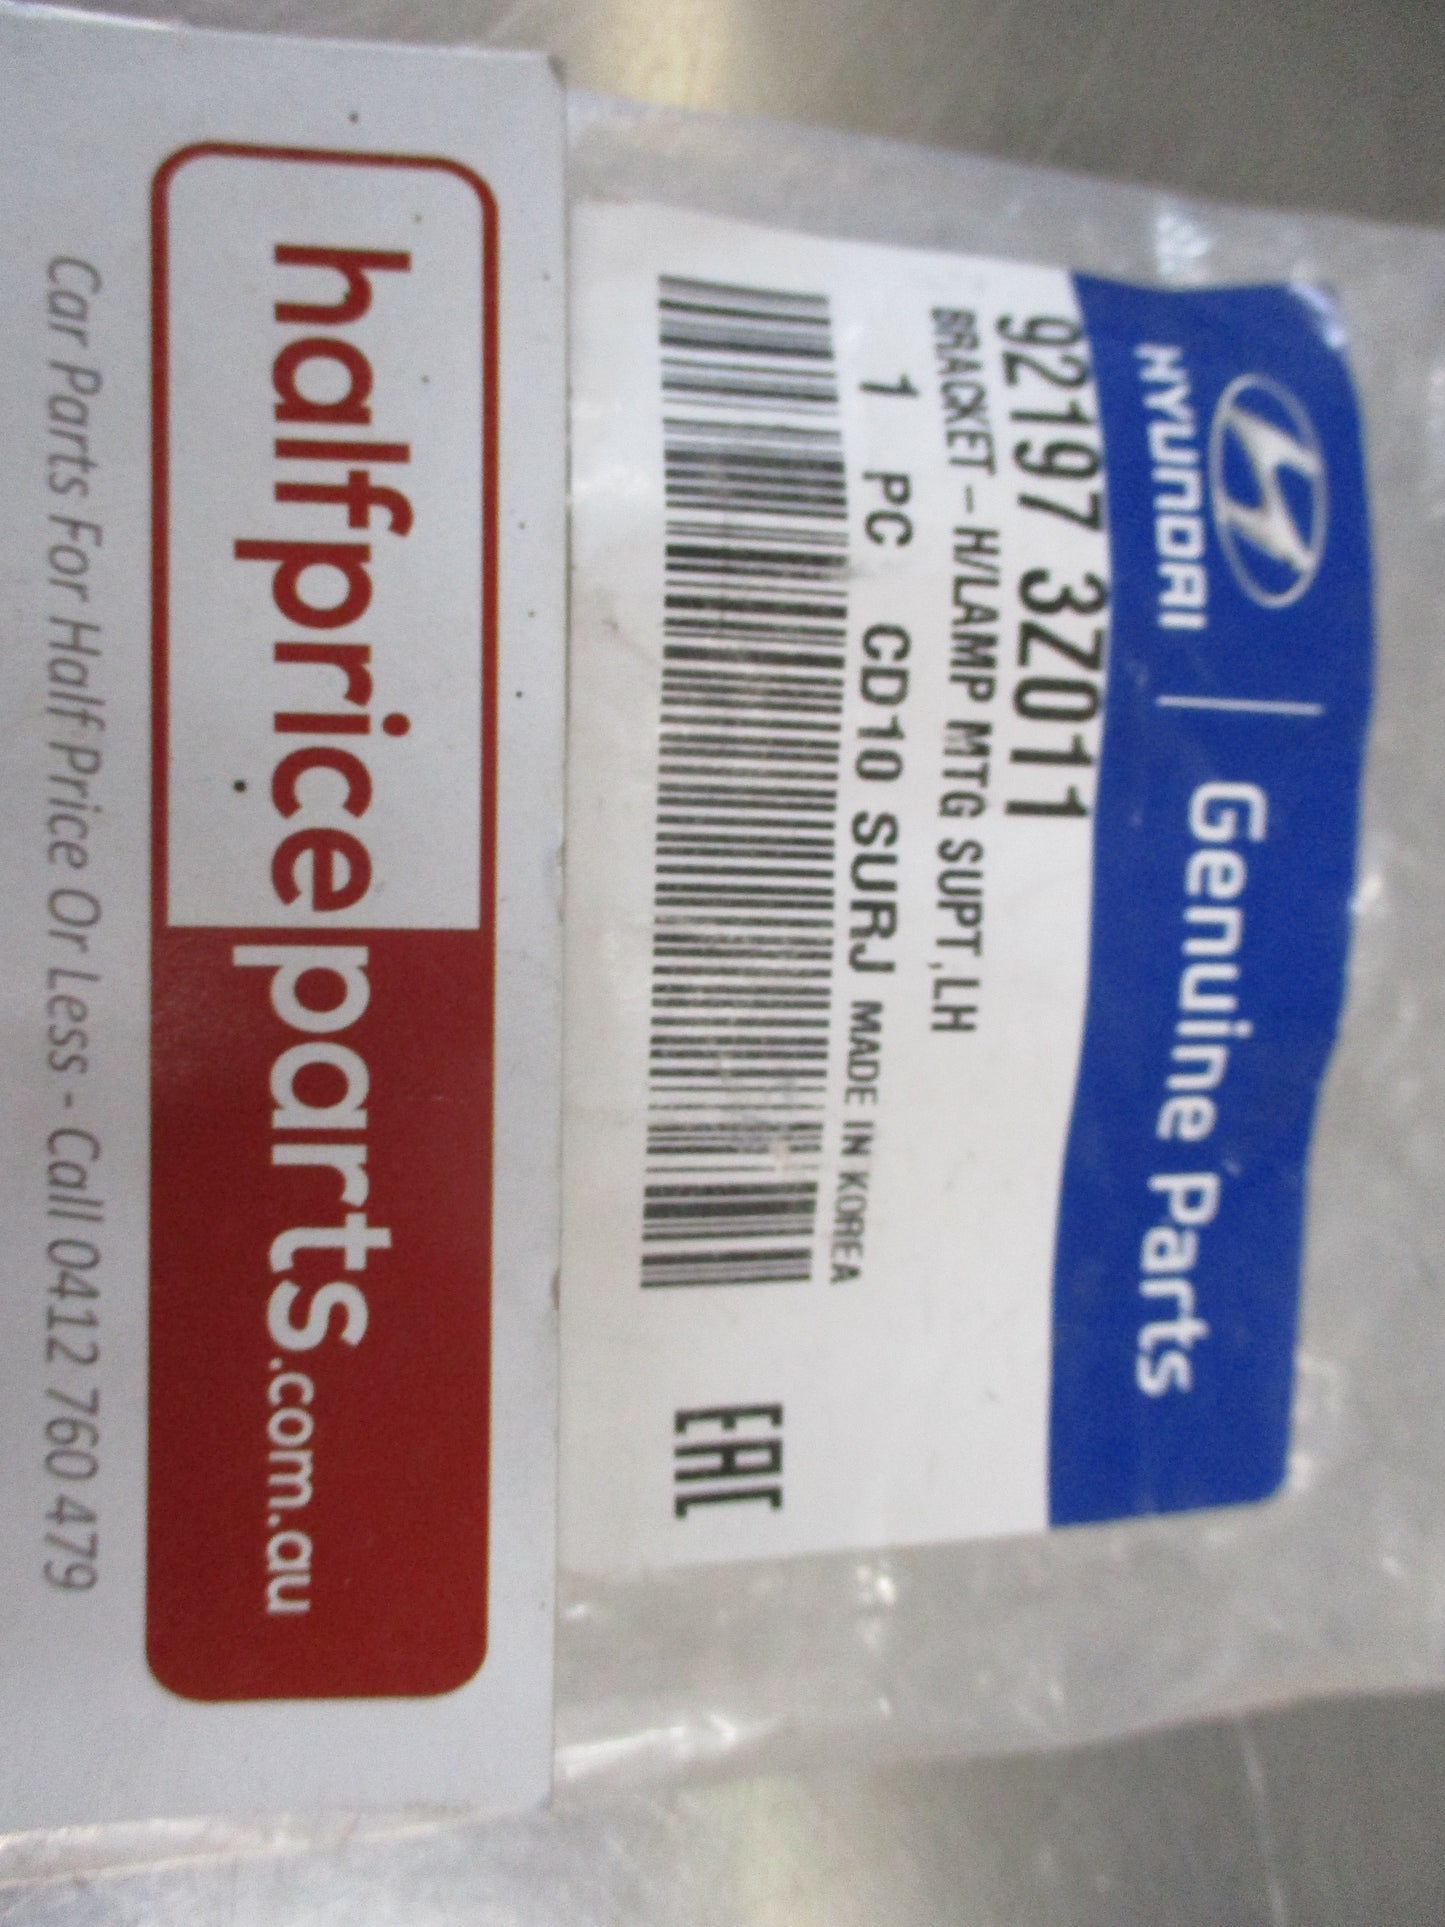 HYUNDAI | Genuine Parts
92197 3Z011
BRACKET - H/LAMP MTG SUPT,LH
1 PC CD10 SURJ MADE IN KOREA
EAC
halfpriceparts.com.au
Car Parts For Half Price Or Less - Call 0412 760 479